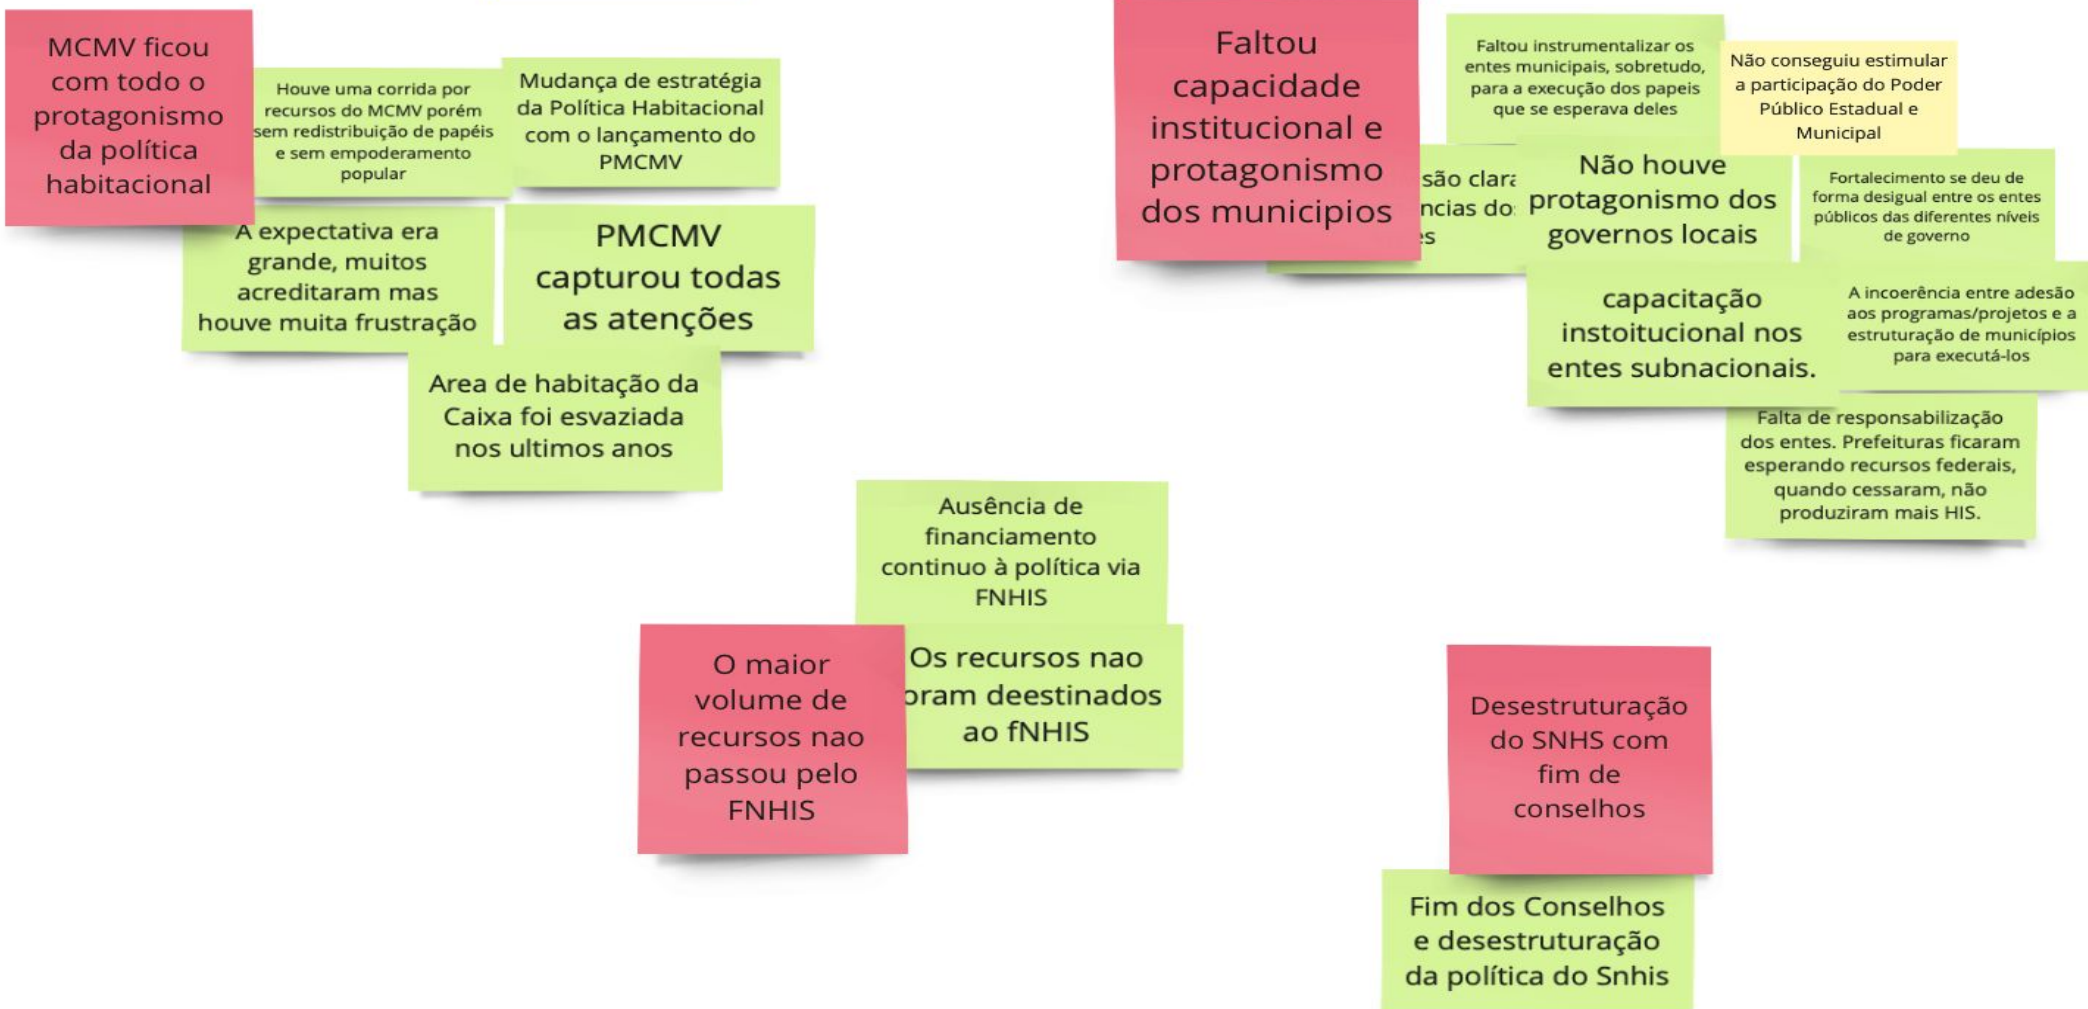 MCMV ficou
com todo o
protagonismo
da política
habitacional
Houve uma corrida por
recursos do MCMV porém
sem redistribuição de papéis
e sem empoderamento
popular
Mudança de estratégia
da Política Habitacional
com o lançamento do
PMCMV
A expectativa era
grande, muitos
acreditaram mas
houve muita frustração
PMCMV
capturou todas
as atenções
Area de habitação da
Caixa foi esvaziada
nos ultimos anos
Faltou
capacidade
institucional e
protagonismo
dos municipios
Faltou instrumentalizar os
entes municipais, sobretudo,
para a execução dos papeis
que se esperava deles
Não conseguiu estimular
a participação do Poder
Público Estadual e
Municipal
Não houve
protagonismo dos
governos locais
Fortalecimento se deu de
forma desigual entre os entes
públicos das diferentes níveis
de governo
capacitação
instoitucional nos
entes subnacionais.
A incoerência entre adesão
aos programas/projetos e a
estruturação de municípios
para executá-los
Falta de responsabilização
dos entes. Prefeituras ficaram
esperando recursos federais,
quando cessaram, não
produziram mais HIS.
Ausência de
financiamento
continuo à política via
FNHIS
O maior
volume de
recursos nao
passou pelo
FNHIS
Os recursos nao
deestinados
ao fNHIS
Desestruturação
do SNHS com
fim de
conselhos
Fim dos Conselhos
e desestruturação
da política do Snhis